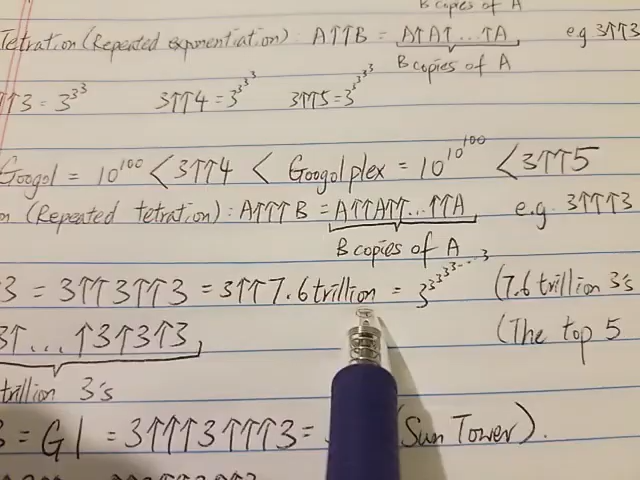 B copies of A
Tetration (Repeated exponentiation): A↑↑B = A↑A↑...↑A e.g 3↑↑3
B copies of A
↑↑3 = 3^3^3 3↑↑4 = 3^3^3^3 3↑↑5 = 3^3^3^3^3
Googol = 10^100 < 3↑↑4 < Googolplex = 10^10^100 < 3↑↑5
n (Repeated tetration): A↑↑↑B = A↑↑A↑↑...↑↑A e.g. 3↑↑↑3
B copies of A
3 = 3↑↑3↑↑3 = 3↑↑7.6 trillion = 3^3^3^3^3^...^3 (7.6 trillion 3's
3↑...↑3↑3↑3, (The top 5
trillion 3's
3 = G1 = 3↑↑↑3↑↑↑3 = (Sun Tower).